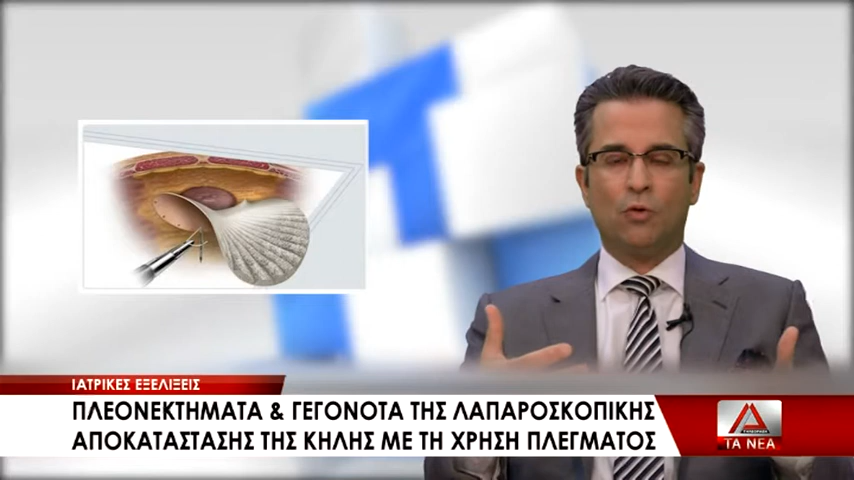 ΙΑΤΡΙΚΕΣ ΕΞΕΛΙΞΕΙΣ
ΠΛΕΟΝΕΚΤΗΜΑΤΑ & ΓΕΓΟΝΟΤΑ ΤΗΣ ΛΑΠΑΡΟΣΚΟΠΙΚΗΣ
ΑΠΟΚΑΤΑΣΤΑΣΗΣ ΤΗΣ ΚΗΛΗΣ ΜΕ ΤΗ ΧΡΗΣΗ ΠΛΕΓΜΑΤΟΣ
ΤΑ ΝΕΑ